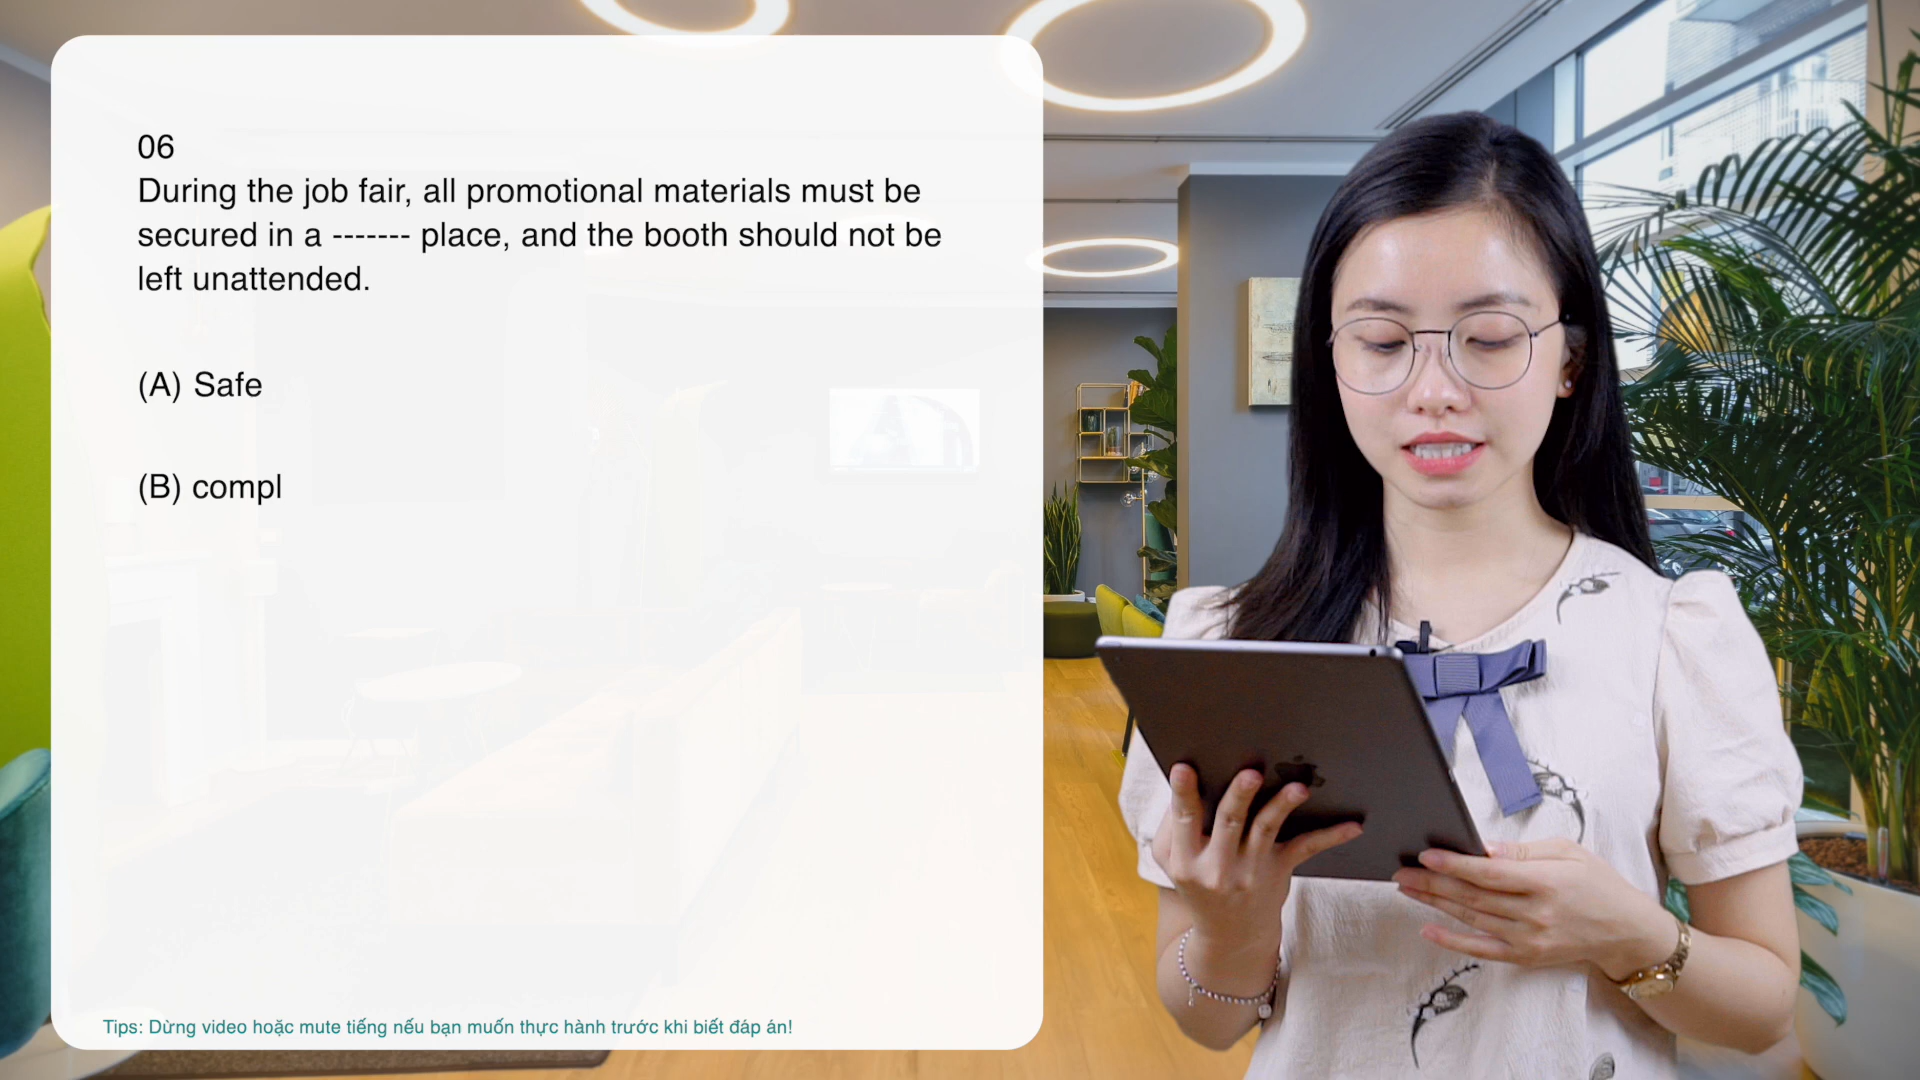 06
During the job fair, all promotional materials must be
secured in a ------- place, and the booth should not be
left unattended.
(A) Safe
(B) compl
Tips: Dừng video hoặc mute tiếng nếu bạn muốn thực hành trước khi biết đáp án!